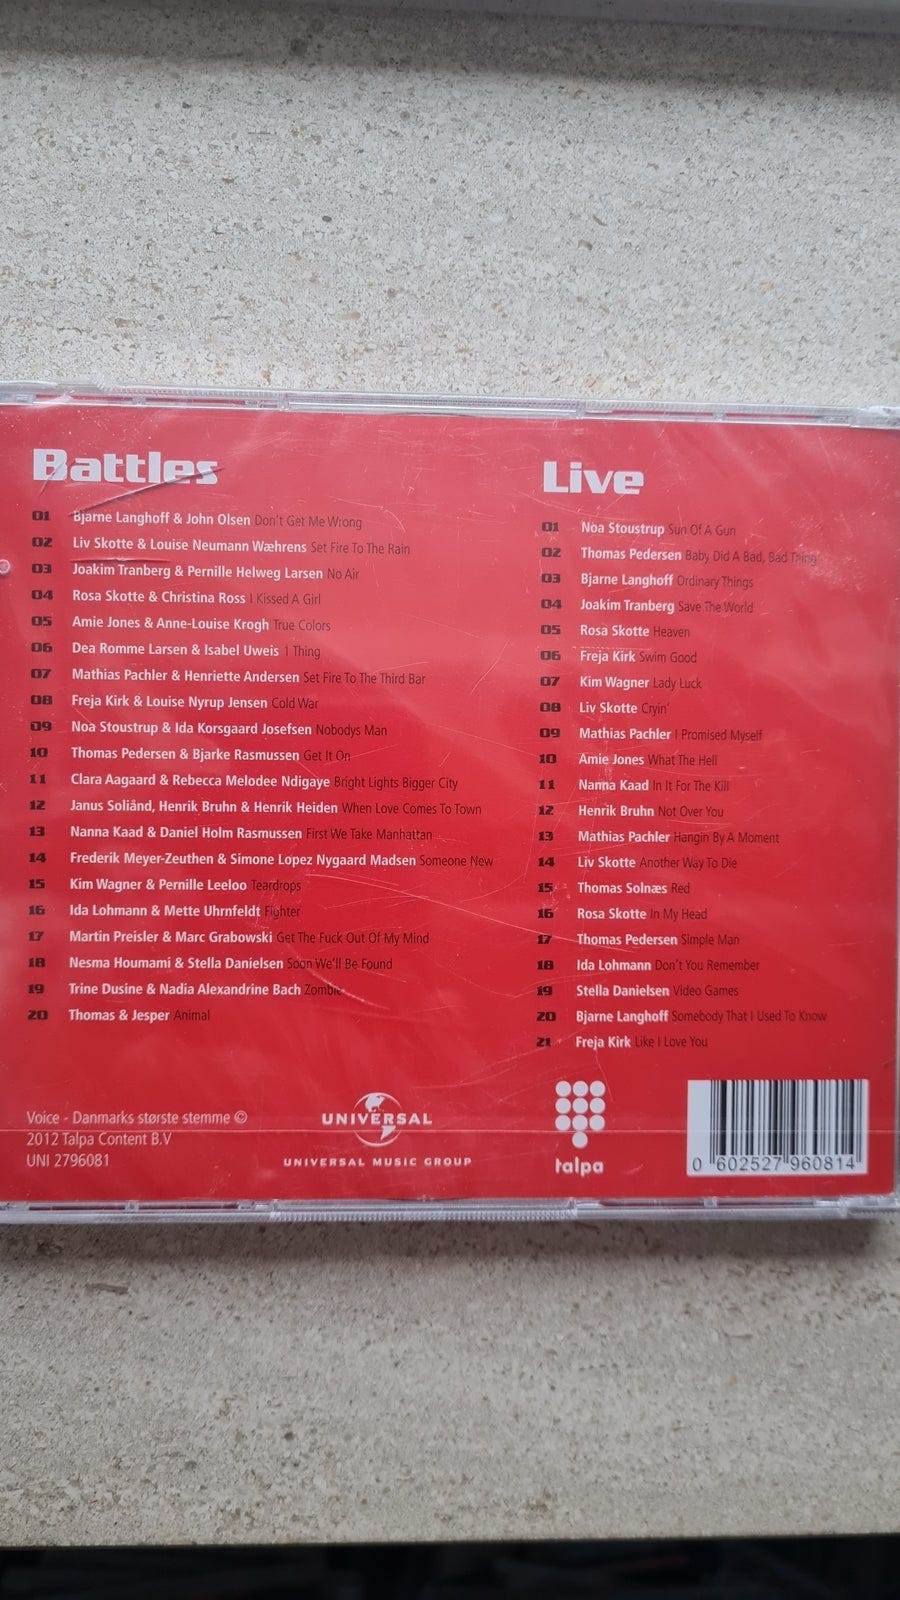 Battles
01 Bjarne Langhoff & John Olsen Don't Get Me Wrong
02 Liv Skotte & Louise Neumann Wæhrens Set Fire To The Rain
03 Joakim Tranberg & Pernille Helweg Larsen No Air
04 Rosa Skotte & Christina Ross I Kissed A Girl
05 Amie Jones & Anne-Louise Krogh True Colors
06 Dea Romme Larsen & Isabel Uweis 1 Thing
07 Mathias Pachler & Henriette Andersen Set Fire To The Third Bar
08 Freja Kirk & Louise Nyrup Jensen Cold War
09 Noa Stoustrup & Ida Korsgaard Josefsen Nobodys Man
10 Thomas Pedersen & Bjarke Rasmussen Get It On
11 Clara Aagaard & Rebecca Melodee Ndigaye Bright Lights Bigger City
12 Janus Soliånd, Henrik Bruhn & Henrik Heiden When Love Comes To Town
13 Nanna Kaad & Daniel Holm Rasmussen First We Take Manhattan
14 Frederik Meyer-Zeuthen & Simone Lopez Nygaard Madsen Someone New
15 Kim Wagner & Pernille Leeloo Teardrops
16 Ida Lohmann & Mette Uhrnfeldt Fighter
17 Martin Preisler & Marc Grabowski Get The Fuck Out Of My Mind
18 Nesma Houmami & Stella Danielsen Soon We'll Be Found
19 Trine Dusine & Nadia Alexandrine Bach Zombie
20 Thomas & Jesper Animal
Live
01 Noa Stoustrup Sun Of A Gun
02 Thomas Pedersen Baby Did A Bad, Bad Thing
03 Bjarne Langhoff Ordinary Things
04 Joakim Tranberg Save The World
05 Rosa Skotte Heaven
06 Freja Kirk Swim Good
07 Kim Wagner Lady Luck
08 Liv Skotte Cryin'
09 Mathias Pachler I Promised Myself
10 Amie Jones What The Hell
11 Nanna Kaad In It For The Kill
12 Henrik Bruhn Not Over You
13 Mathias Pachler Hangin By A Moment
14 Liv Skotte Another Way To Die
15 Thomas Solnæs Red
16 Rosa Skotte In My Head
17 Thomas Pedersen Simple Man
18 Ida Lohmann Don't You Remember
19 Stella Danielsen Video Games
20 Bjarne Langhoff Somebody That I Used To Know
21 Freja Kirk Like I Love You
Voice - Danmarks største stemme ©
2012 Talpa Content B.V
UNI 2796081
UNIVERSAL
UNIVERSAL MUSIC GROUP
talpa
0 602527 960814